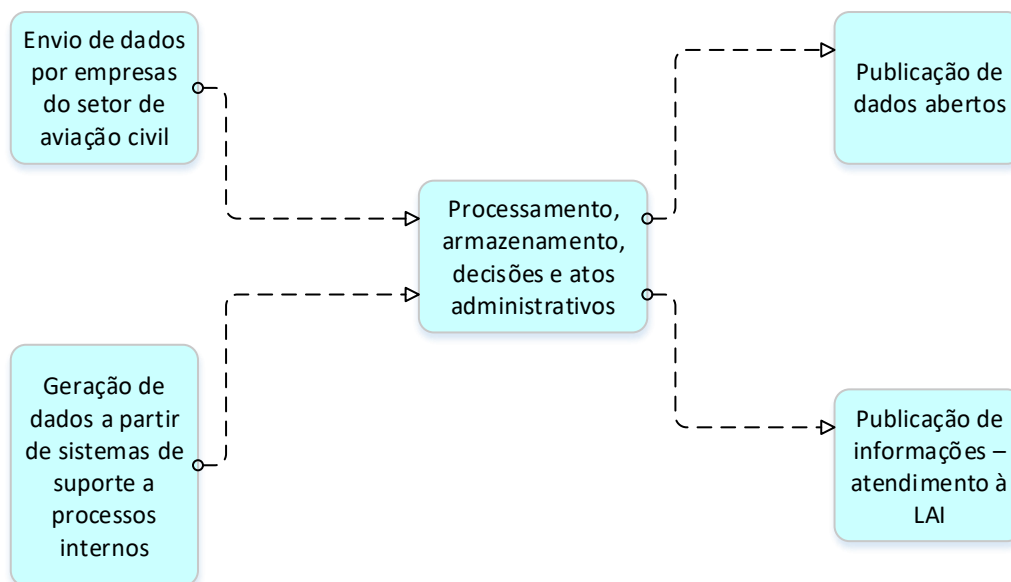 Envio de dados
por empresas
do setor de
aviação civil
Geração de
dados a partir
de sistemas de
suporte a
processos
internos
Processamento,
armazenamento,
decisões e atos
administrativos
Publicação de
dados abertos
Publicação de
informações –
atendimento à
LAI